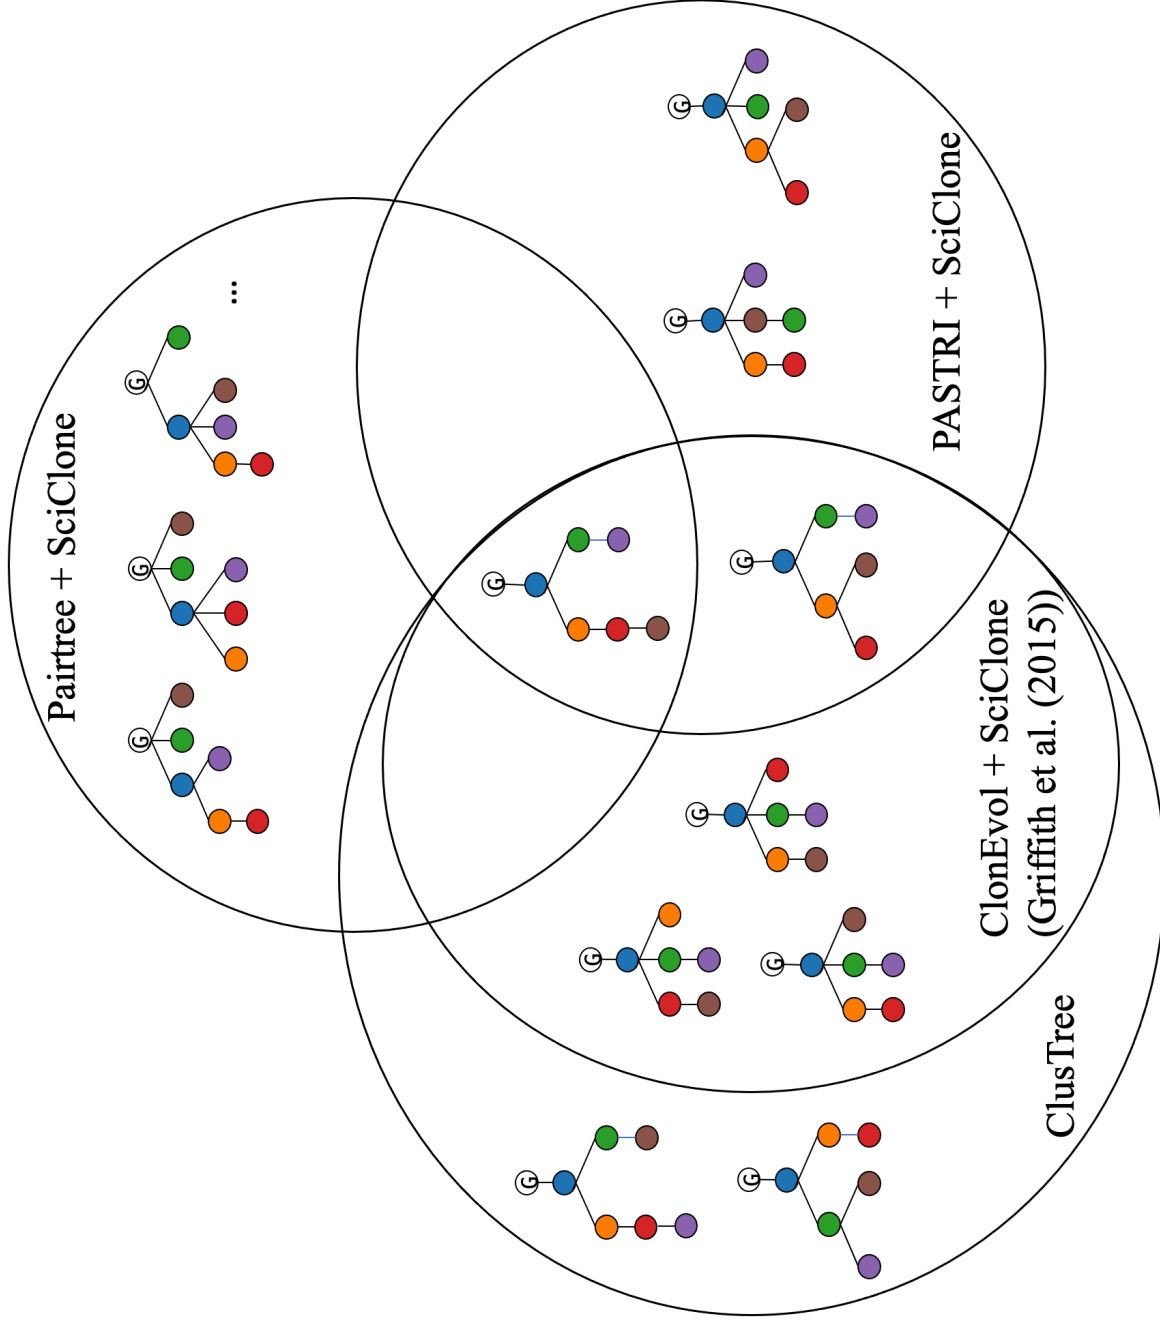 Pairtree + SciClone
G
G
G
...
G
G
G
G
G
G
G
G
G
PASTRI + SciClone
ClonEvol + SciClone
(Griffith et al. (2015))
ClusTree